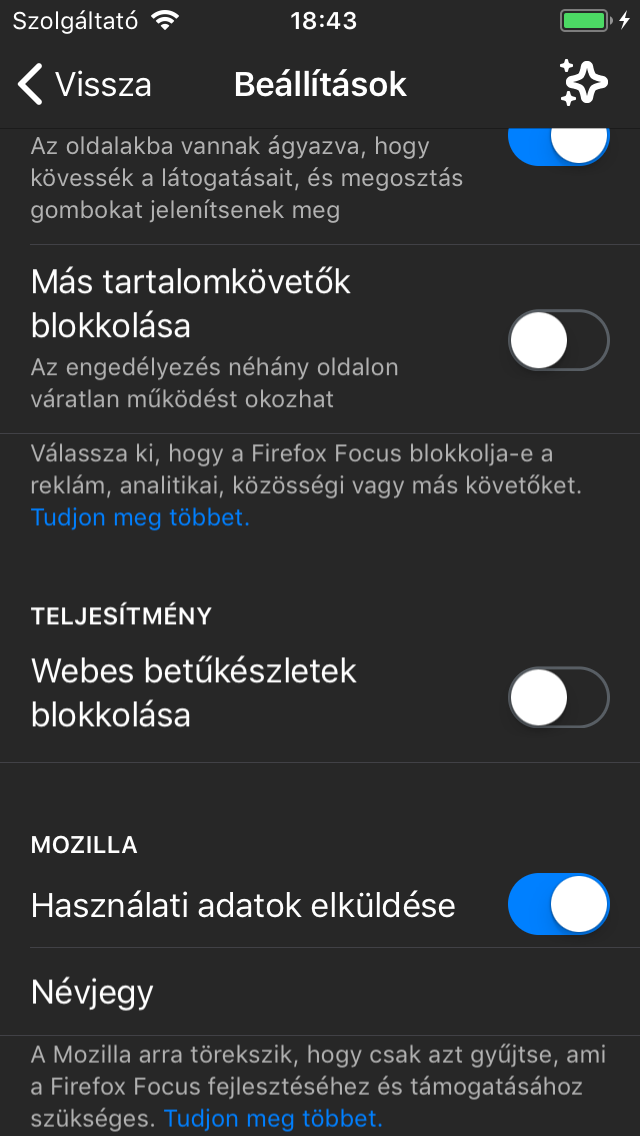 Szolgáltató 18:43
Vissza Beállítások
Az oldalakba vannak ágyazva, hogy
kövessék a látogatásait, és megosztás
gombokat jelenítsenek meg
Más tartalomkövetők
blokkolása
Az engedélyezés néhány oldalon
váratlan működést okozhat
Válassza ki, hogy a Firefox Focus blokkolja-e a
reklám, analitikai, közösségi vagy más követőket.
Tudjon meg többet.
TELJESÍTMÉNY
Webes betűkészletek
blokkolása
MOZILLA
Használati adatok elküldése
Névjegy
A Mozilla arra törekszik, hogy csak azt gyűjtse, ami
a Firefox Focus fejlesztéséhez és támogatásához
szükséges. Tudjon meg többet.